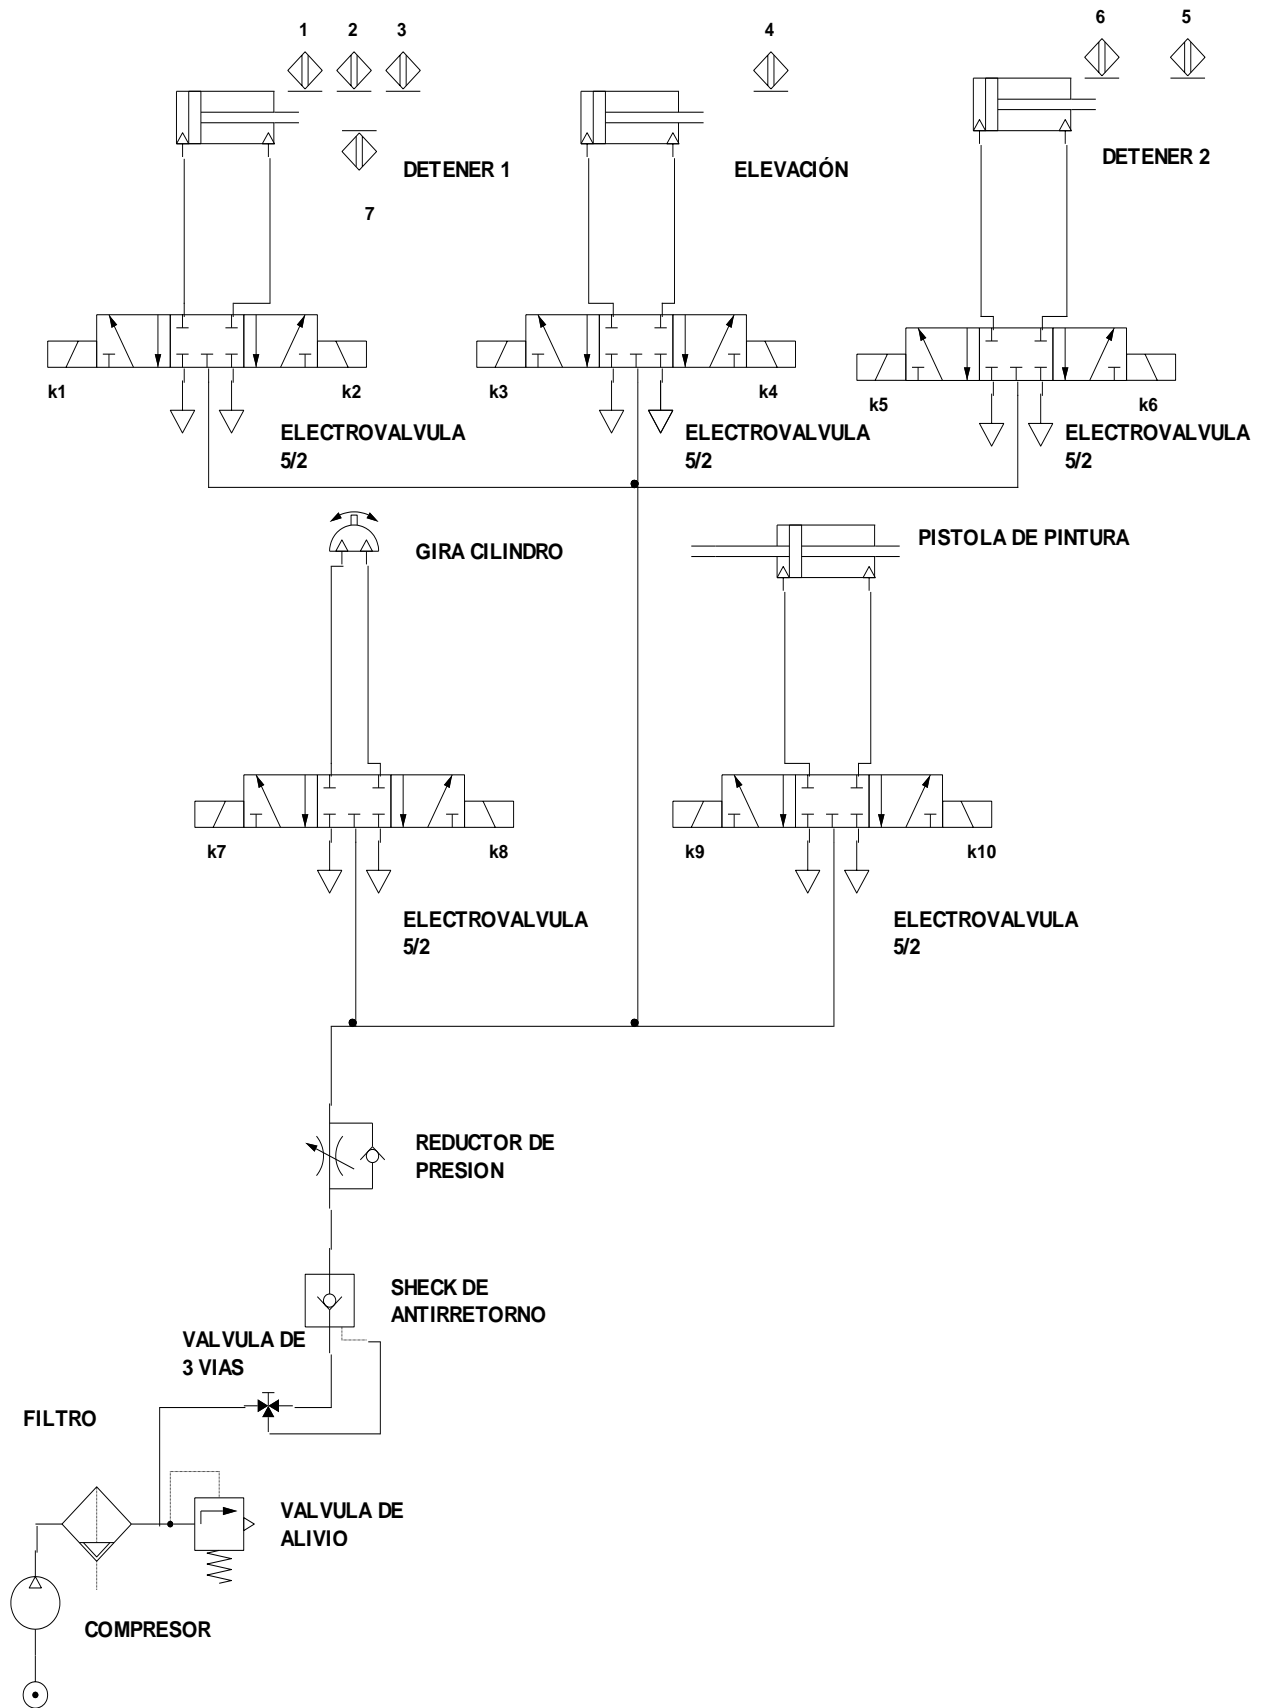 1 2 3
4
6 5
DETENER 1
ELEVACIÓN
DETENER 2
7
k1 k2
k3 k4
k5 k6
ELECTROVALVULA
5/2
ELECTROVALVULA
5/2
ELECTROVALVULA
5/2
GIRA CILINDRO
PISTOLA DE PINTURA
k7 k8
k9 k10
ELECTROVALVULA
5/2
ELECTROVALVULA
5/2
REDUCTOR DE
PRESION
SHECK DE
ANTIRRETORNO
VALVULA DE
3 VIAS
FILTRO
VALVULA DE
ALIVIO
COMPRESOR